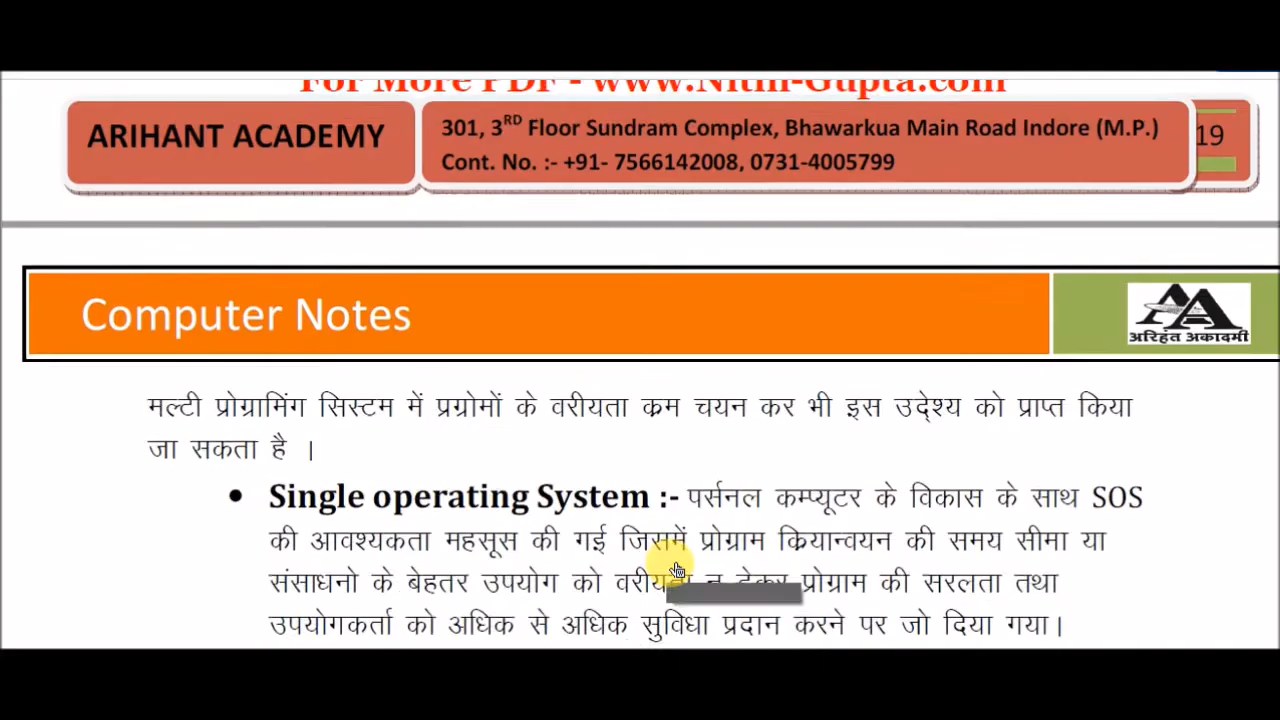 For More PDF - www.Nitin-Gupta.com
ARIHANT ACADEMY
301, 3RD Floor Sundram Complex, Bhawarkua Main Road Indore (M.P.)
Cont. No. :- +91- 7566142008, 0731-4005799
19
Computer Notes
अरिहंत अकादमी
मल्टी प्रोग्रामिंग सिस्टम में प्रग्रोमों के वरीयता क्रम चयन कर भी इस उदे्श्य को प्राप्त किया
जा सकता है ।
• Single operating System :- पर्सनल कम्प्यूटर के विकास के साथ SOS
की आवश्यकता महसूस की गई जिसमें प्रोग्राम क्रियान्वयन की समय सीमा या
संसाधनो के बेहतर उपयोग को वरीयता न देकर प्रोग्राम की सरलता तथा
उपयोगकर्ता को अधिक से अधिक सुविधा प्रदान करने पर जो दिया गया।